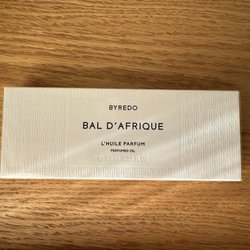 BYREDO
BAL D'AFRIQUE
L'HUILE PARFUM
PERFUMED OIL